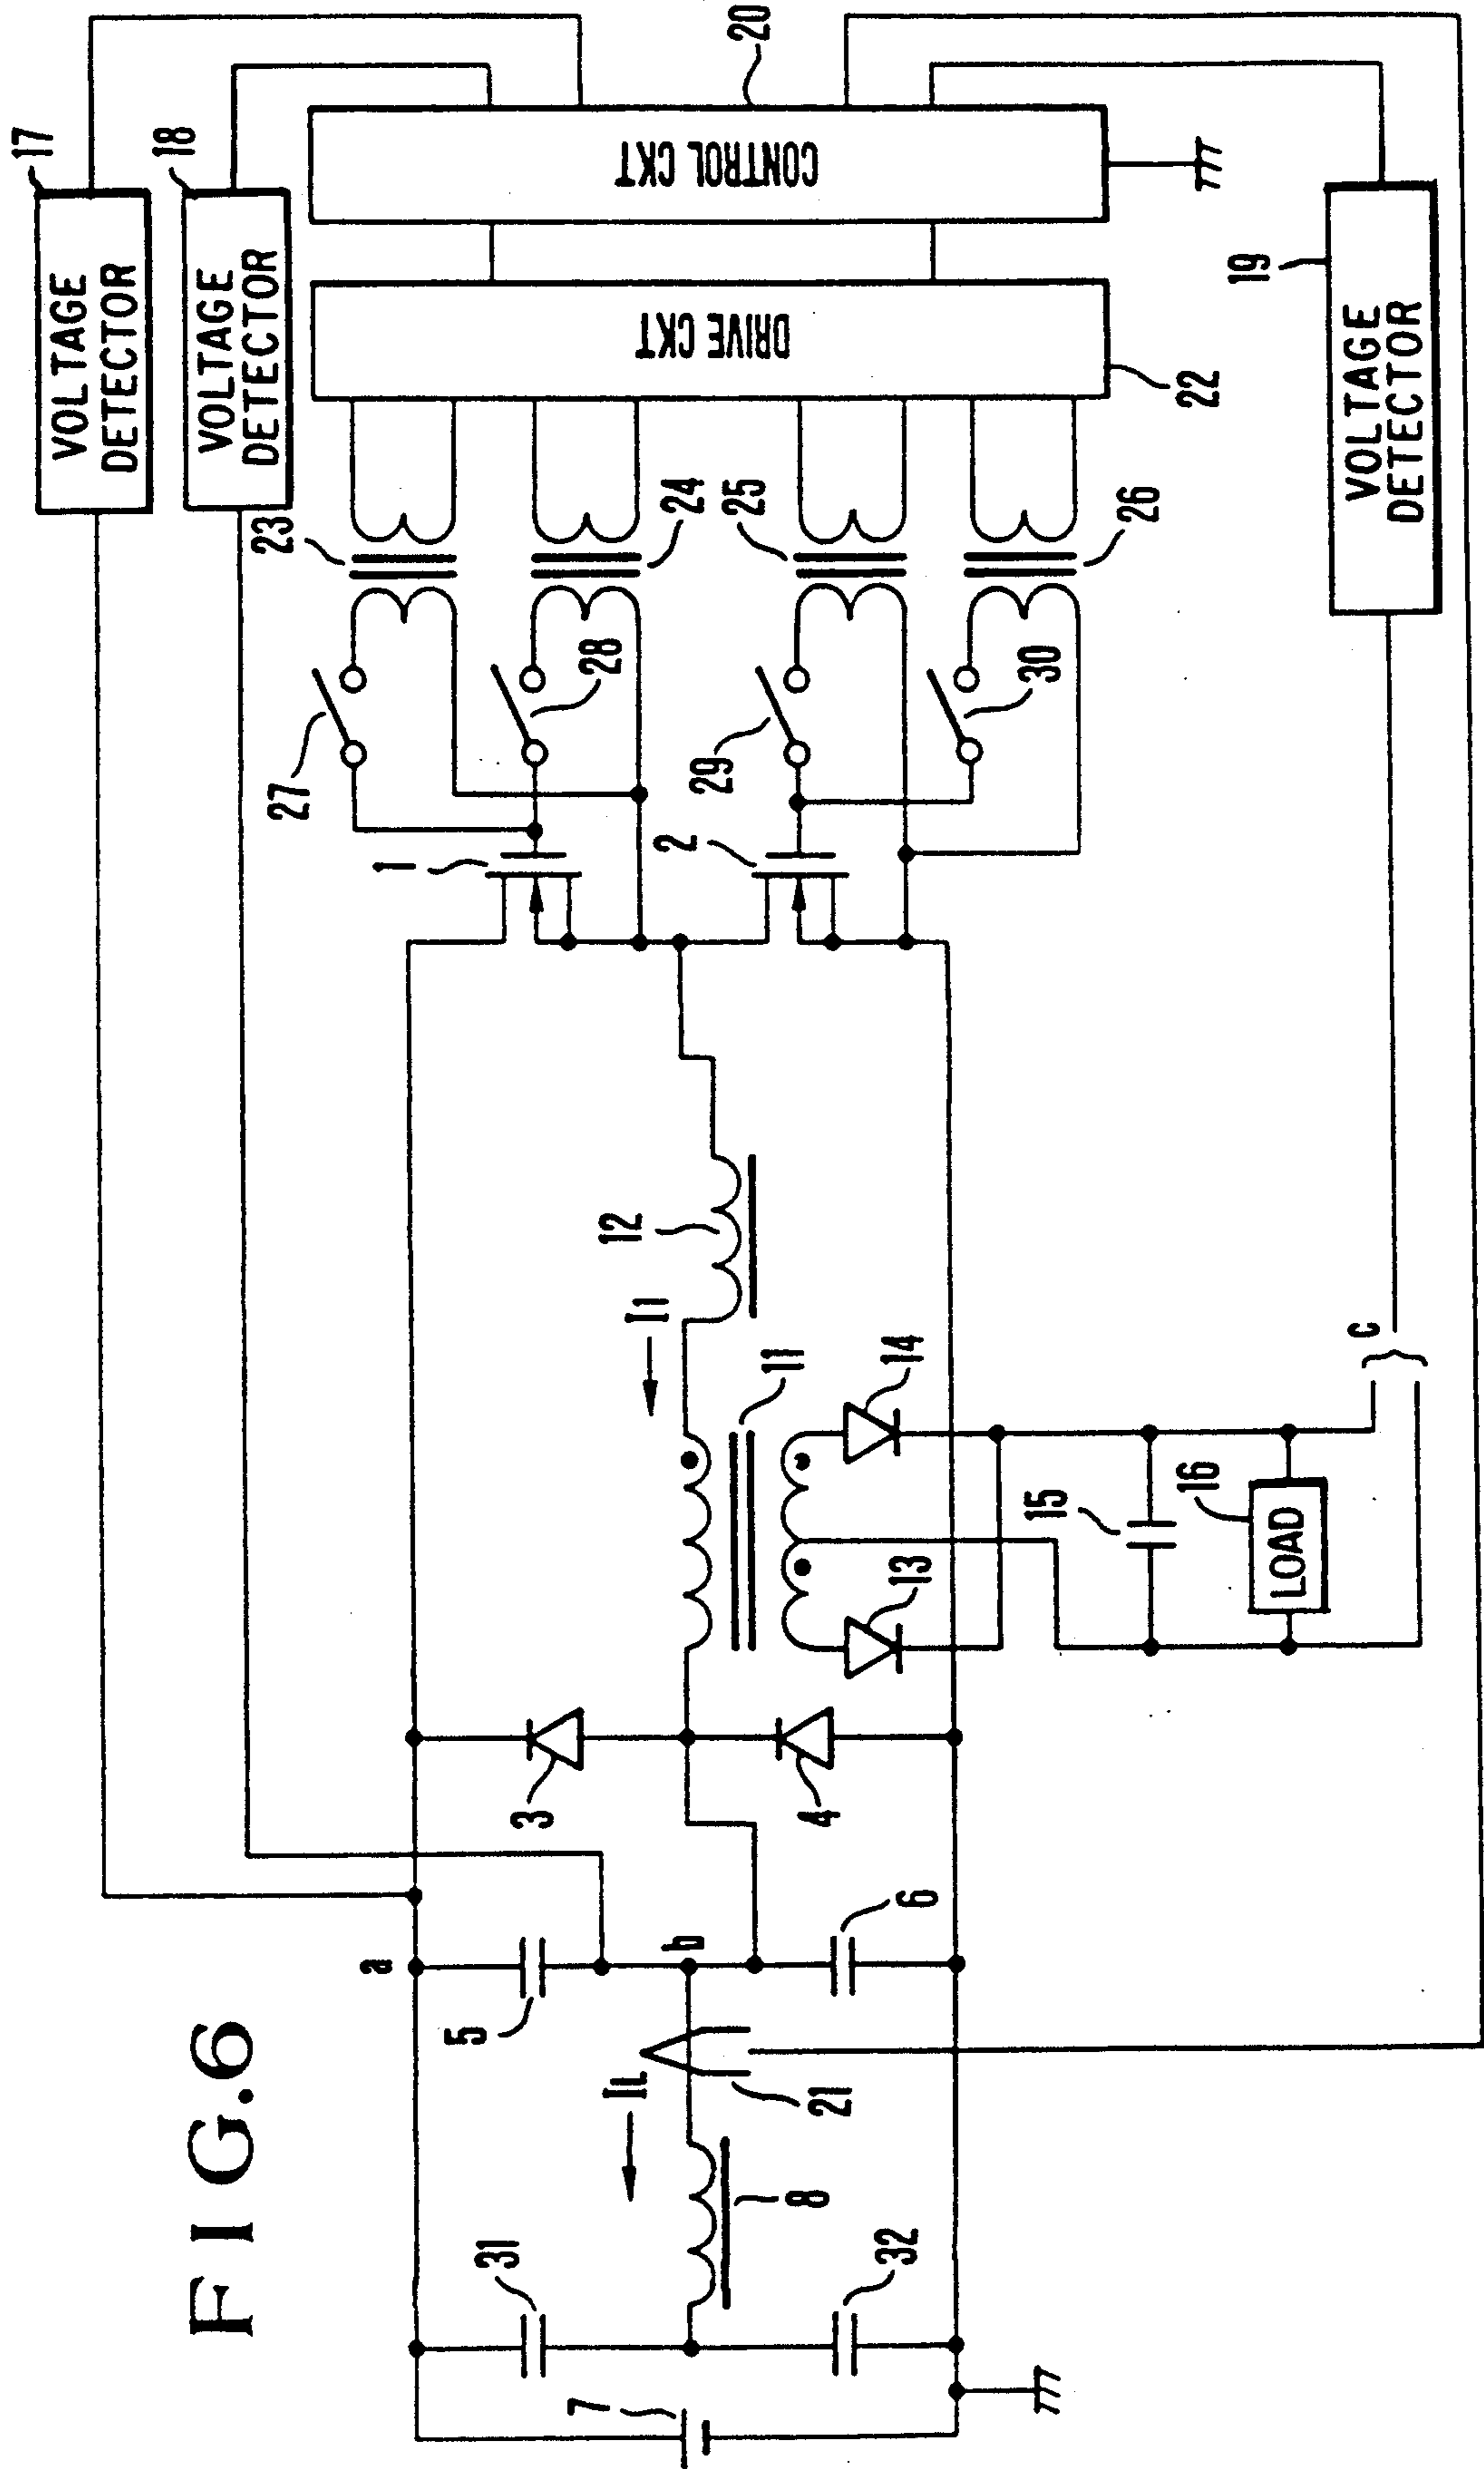 FIG.6
17
VOLTAGE
DETECTOR
18
VOLTAGE
DETECTOR
20
CONTROL CKT
DRIVE CKT
22
19
VOLTAGE
DETECTOR
23
24
25
26
27
28
29
30
1
2
12
I1
11
14
13
15
16
LOAD
c
3
4
a
b
5
6
IL
21
8
31
32
7